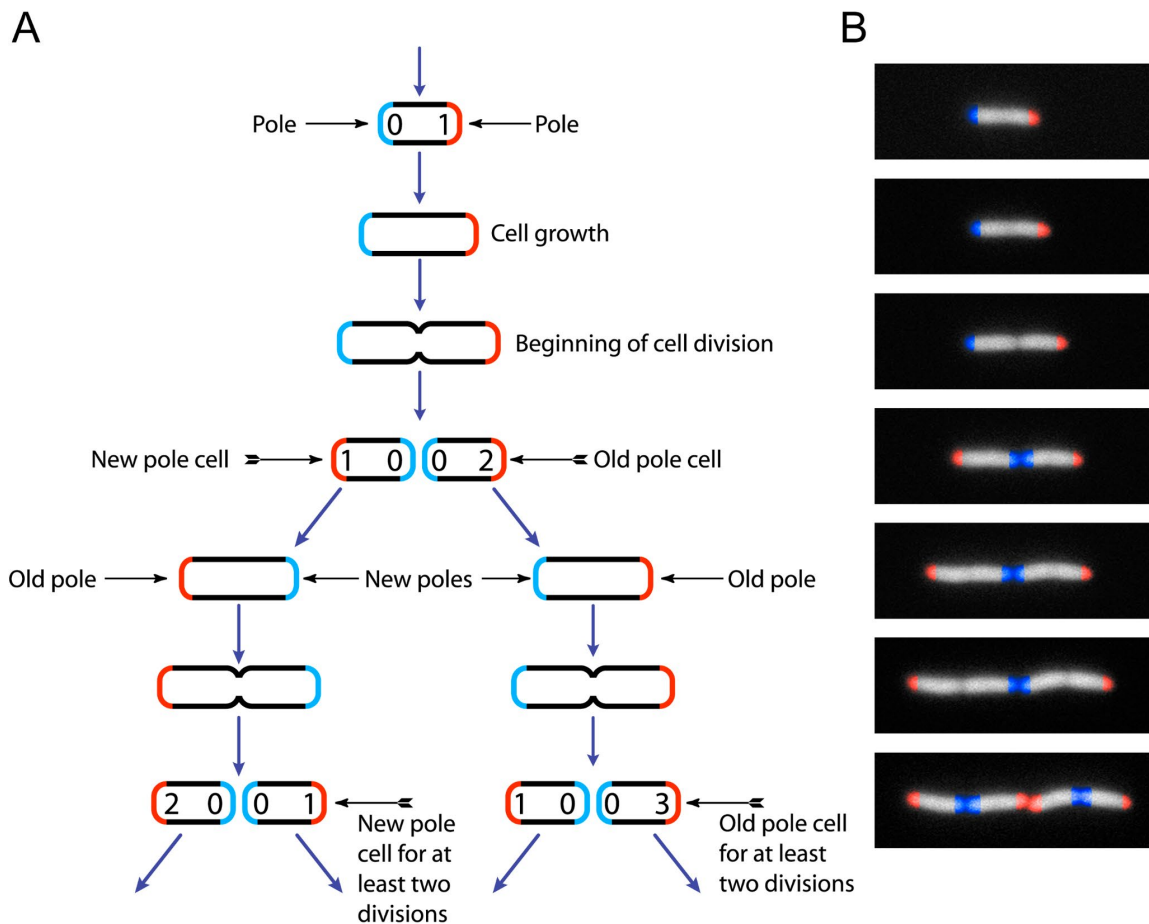 A
B
Pole
0 1
Pole
Cell growth
Beginning of cell division
New pole cell
1 0
0 2
Old pole cell
Old pole
New poles
Old pole
2 0
0 1
1 0
0 3
New pole
cell for at
least two
divisions
Old pole cell
for at least
two divisions